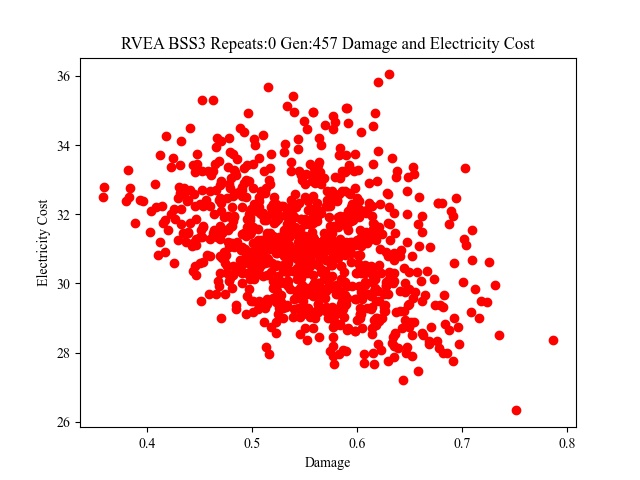 RVEA BSS3 Repeats:0 Gen:457 Damage and Electricity Cost
36
34
32
30
28
26
Electricity Cost
0.4 0.5 0.6 0.7 0.8
Damage